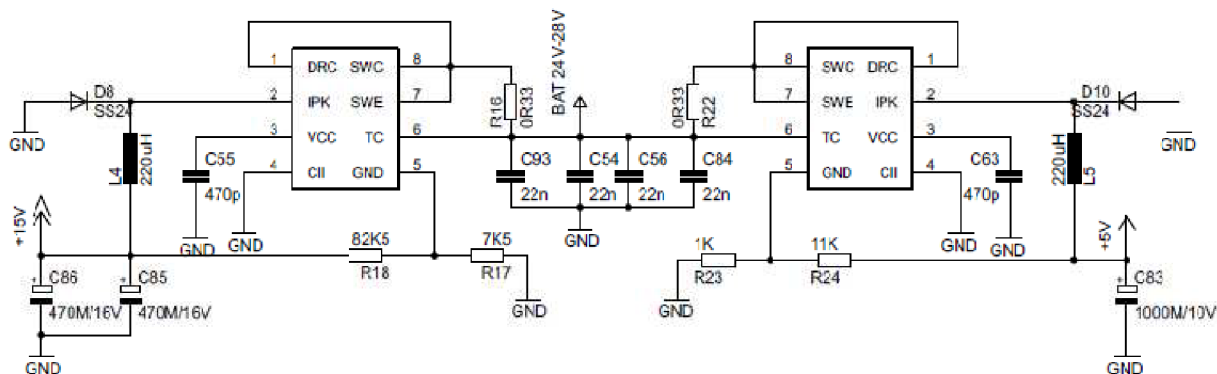 1
DRC SWC
8
2
IPK SWE
7
3
VCC TC
6
4
CII GND
5
D8
SS24
GND
L4
220uH
C55
470p
GND
GND
+15V
C86
470M/16V
C85
470M/16V
GND
82K5
R18
7K5
R17
GND
R16
0R33
BAT 24V-28V
0R33
R22
C93
22n
C54
22n
C56
22n
C84
22n
GND
8
SWC DRC
1
7
SWE IPK
2
6
TC VCC
3
5
GND CII
4
D10
SS24
GND
220uH
L5
C63
470p
GND
GND
1K
R23
11K
R24
GND
+5V
C83
1000M/10V
GND